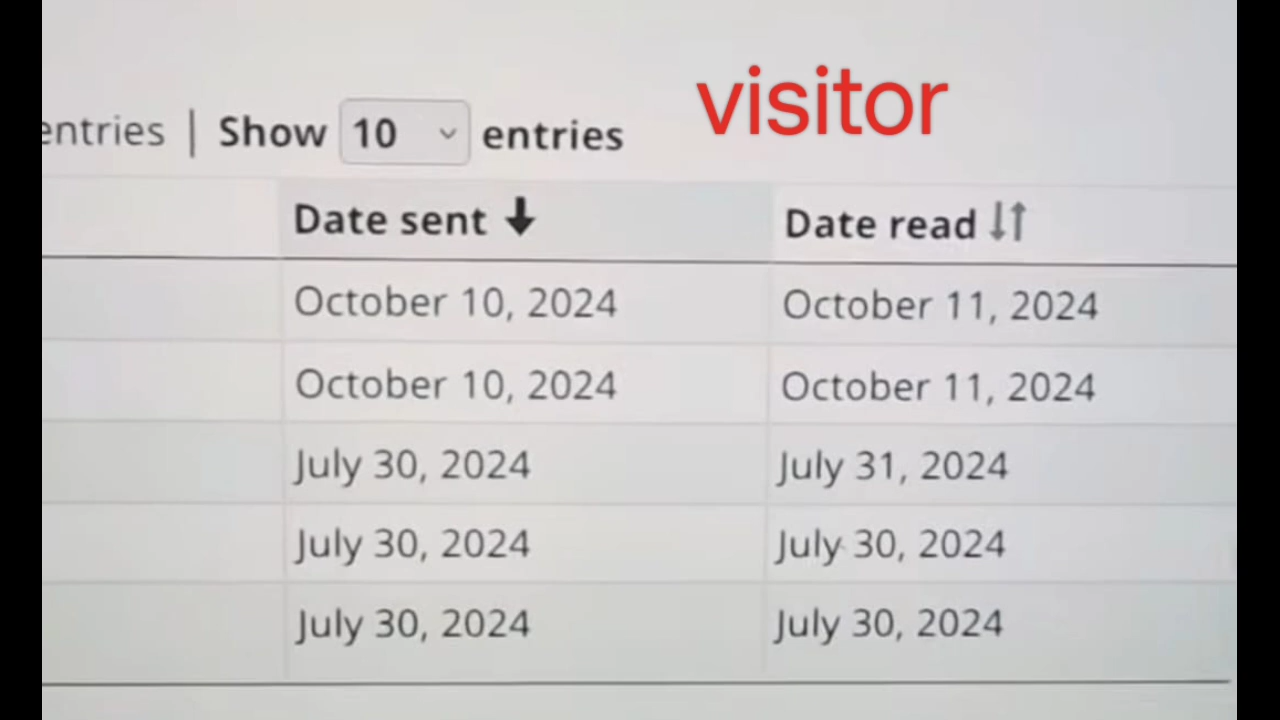 visitor
entries | Show 10 entries
Date sent Date read
October 10, 2024 October 11, 2024
October 10, 2024 October 11, 2024
July 30, 2024 July 31, 2024
July 30, 2024 July 30, 2024
July 30, 2024 July 30, 2024